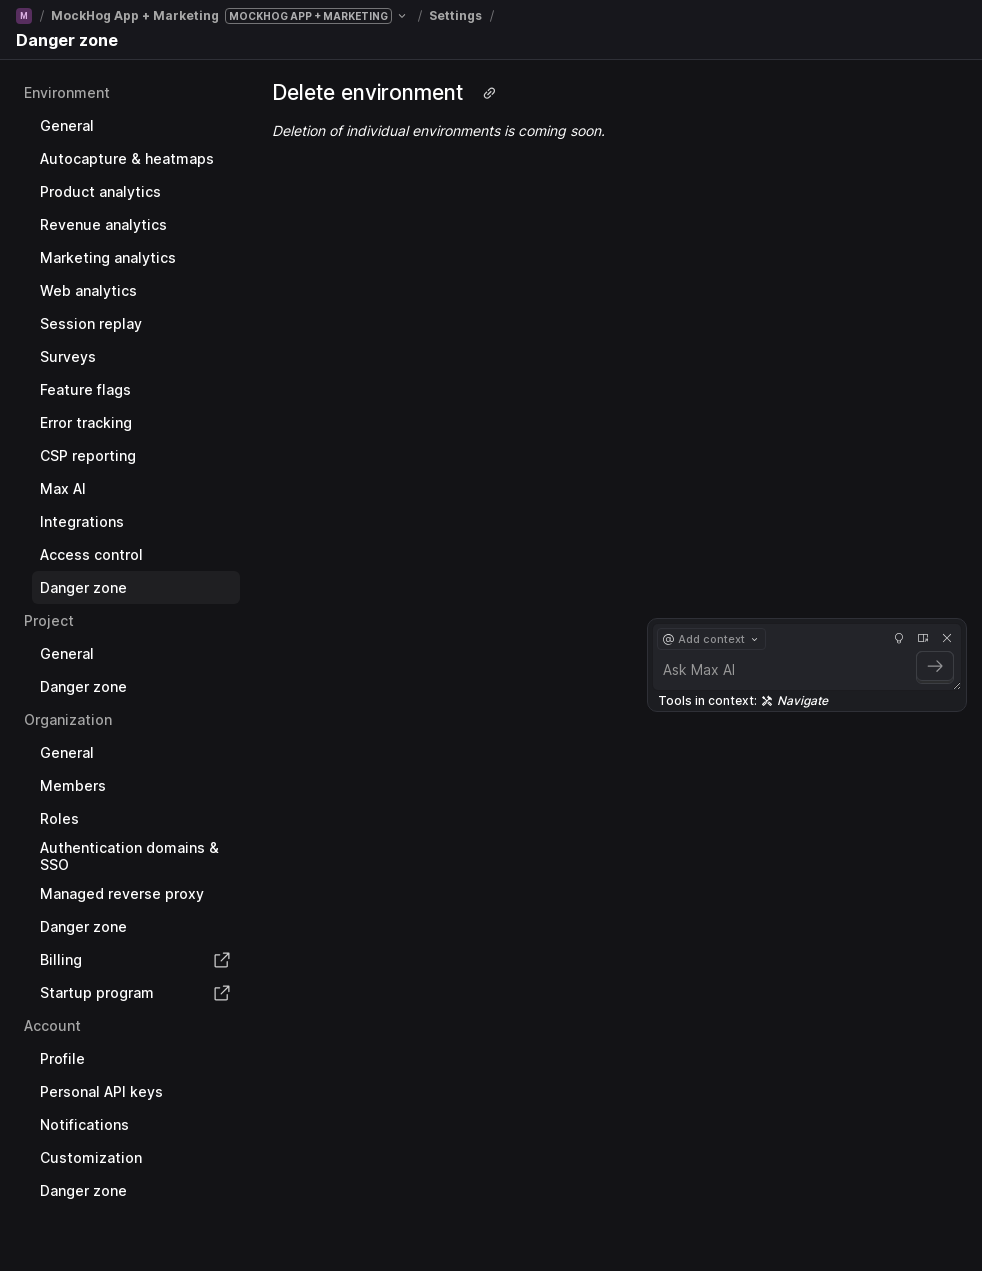 M / MockHog App + Marketing MOCKHOG APP + MARKETING / Settings /
Danger zone
Environment
General
Autocapture & heatmaps
Product analytics
Revenue analytics
Marketing analytics
Web analytics
Session replay
Surveys
Feature flags
Error tracking
CSP reporting
Max AI
Integrations
Access control
Danger zone
Project
General
Danger zone
Organization
General
Members
Roles
Authentication domains &
SSO
Managed reverse proxy
Danger zone
Billing
Startup program
Account
Profile
Personal API keys
Notifications
Customization
Danger zone
Delete environment
Deletion of individual environments is coming soon.
@ Add context
Ask Max AI
Tools in context: Navigate